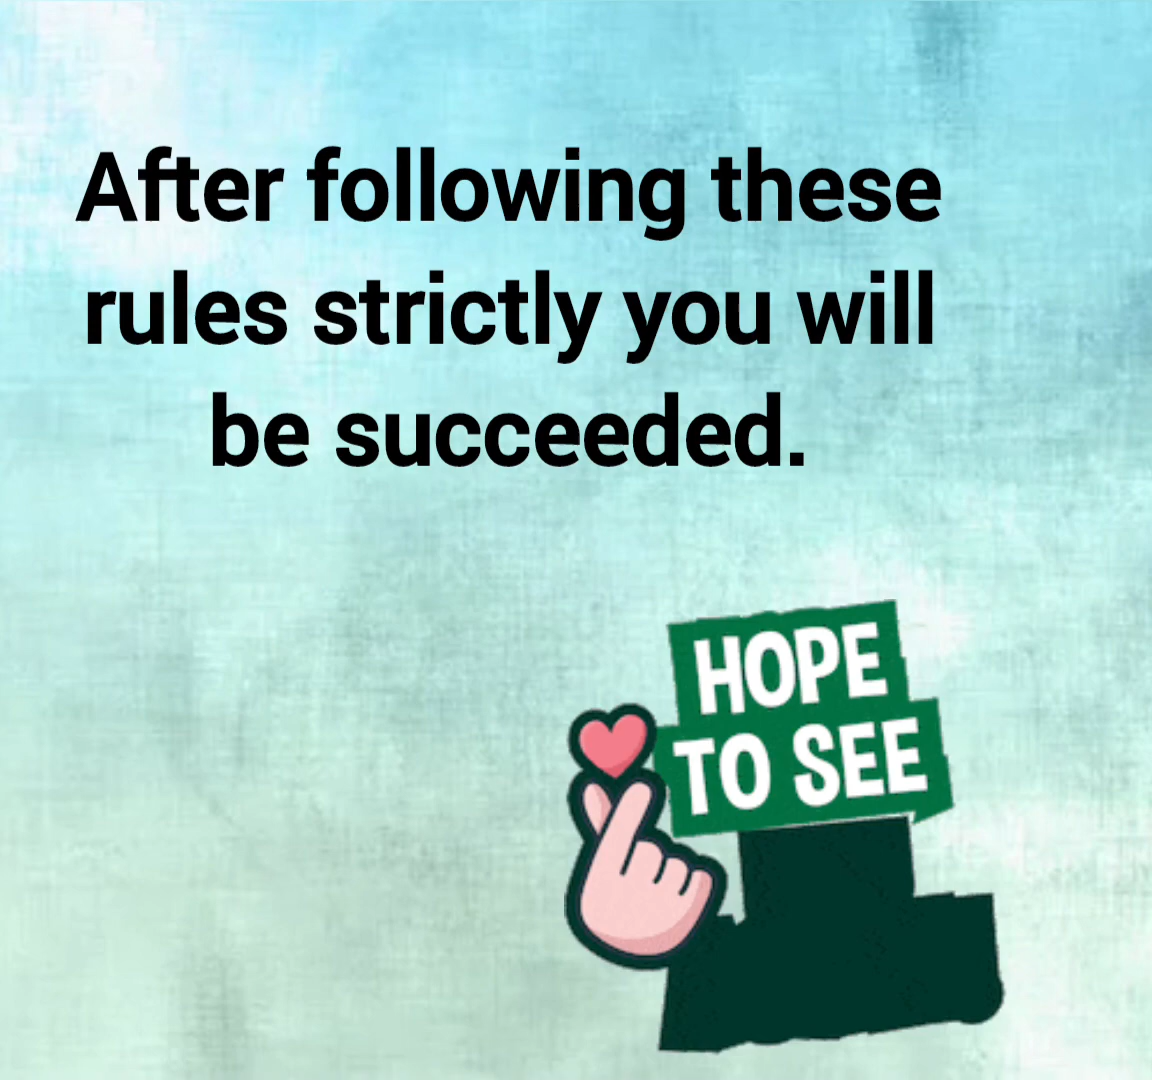 After following these
rules strictly you will
be succeeded.
HOPE
TO SEE